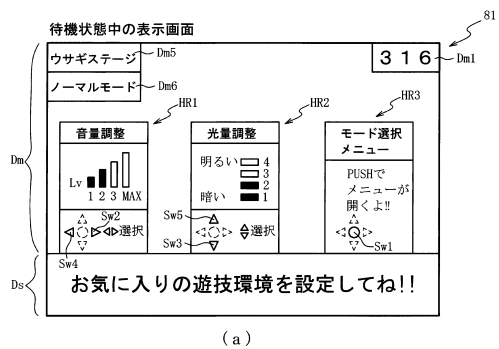 待機状態中の表示画面
81
ウサギステージ
Dm5
316
Dm1
ノーマルモード
Dm6
HR1
HR2
HR3
Dm
音量調整
光量調整
モード選択
メニュー
Lv
1 2 3 MAX
明るい
4
3
2
暗い
1
PUSHで
メニューが
開くよ!!
Sw2
選択
Sw4
Sw5
選択
Sw3
Sw1
Ds
お気に入りの遊技環境を設定してね!!
(a)